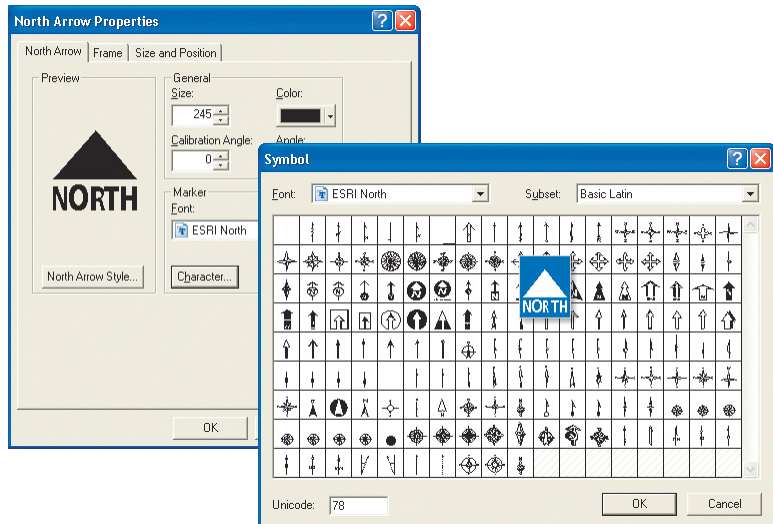 North Arrow Properties
North Arrow Frame Size and Position
Preview
NORTH
North Arrow Style...
General
Size: Color:
245
Calibration Angle: Angle:
0
Marker
Font:
ESRI North
Character...
OK
Symbol
Font: ESRI North Subset: Basic Latin
NORTH
Unicode: 78
OK Cancel